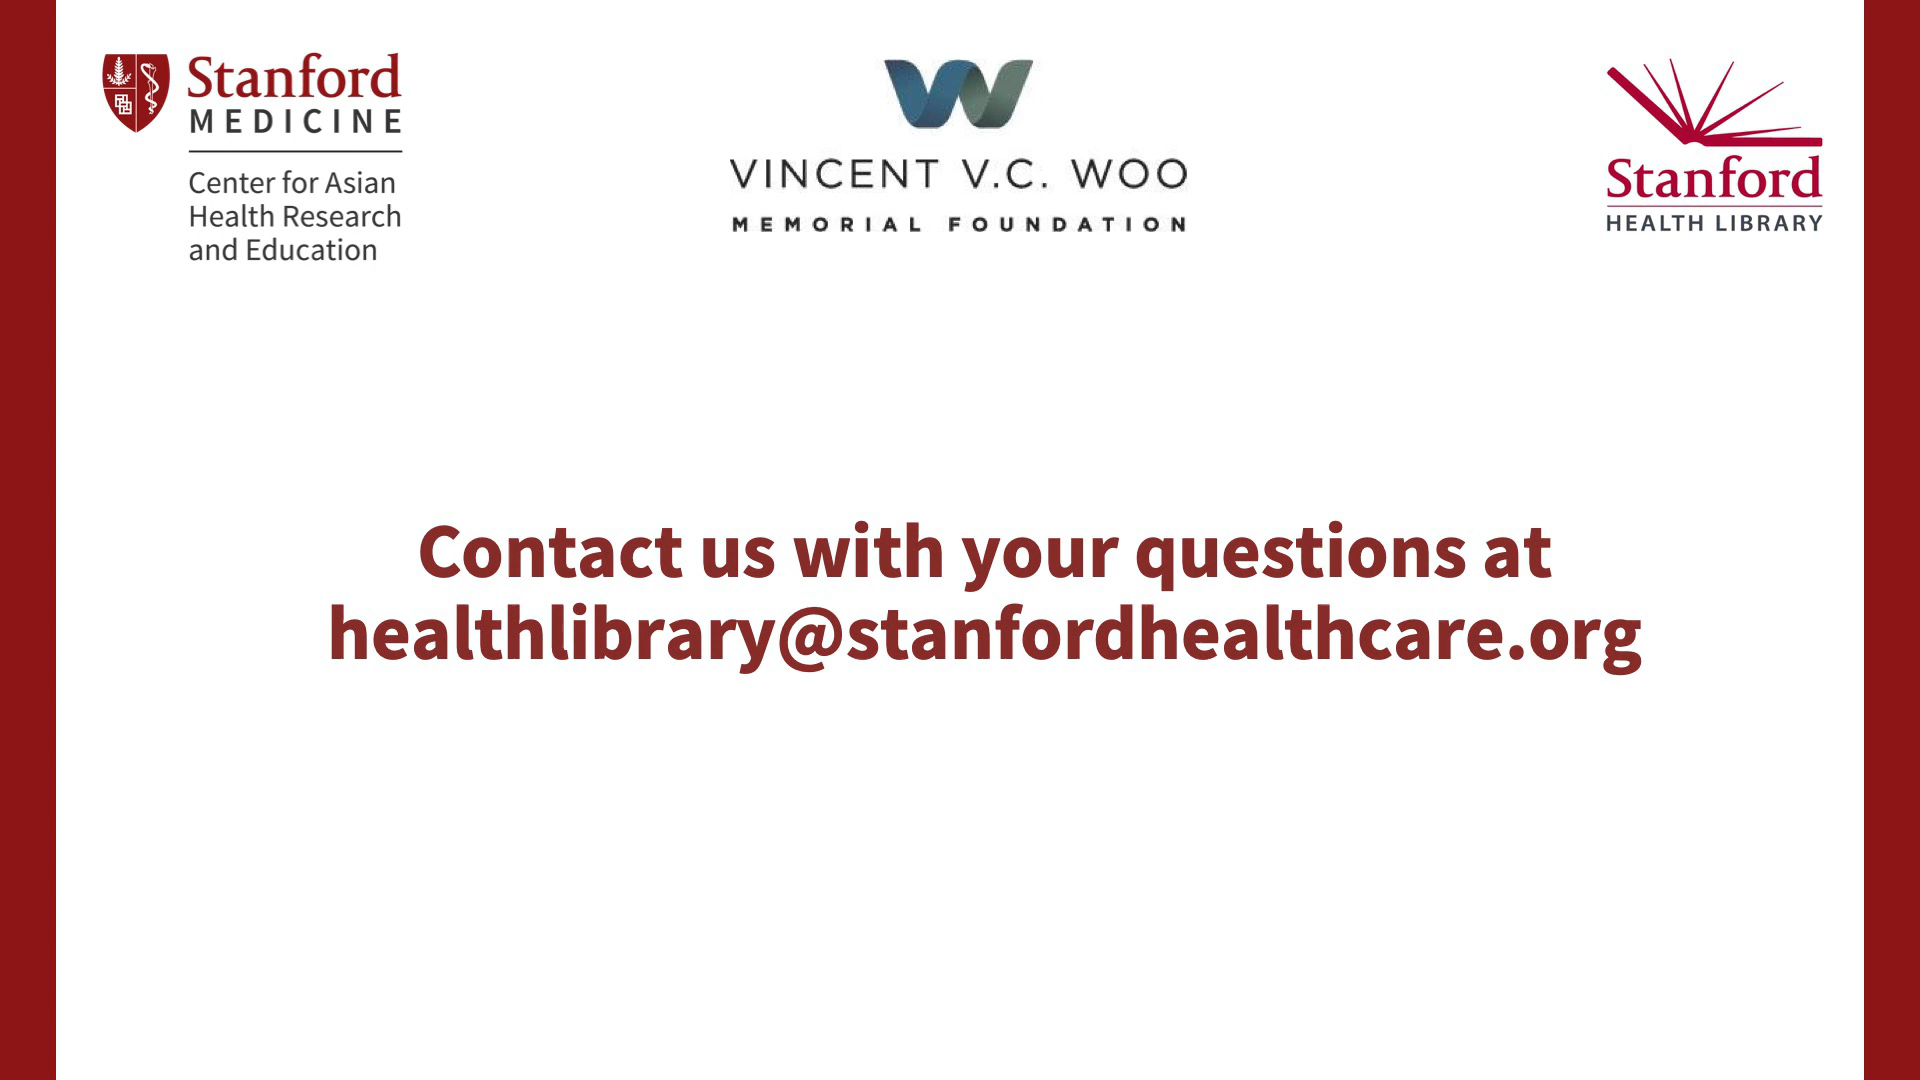 Stanford
MEDICINE
Center for Asian
Health Research
and Education
VINCENT V.C. WOO
MEMORIAL FOUNDATION
Stanford
HEALTH LIBRARY
Contact us with your questions at
healthlibrary@stanfordhealthcare.org